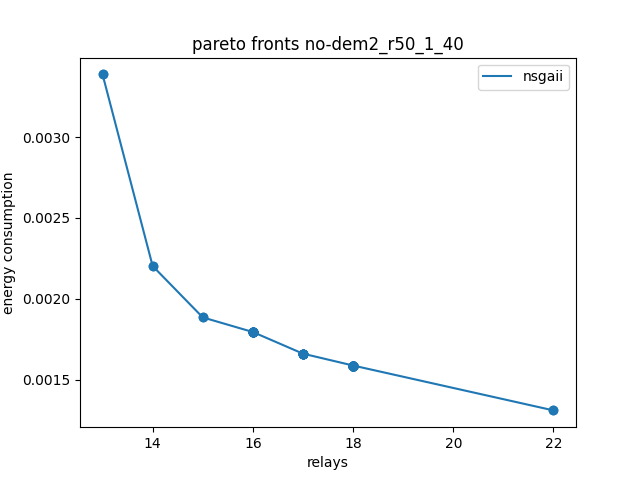 pareto fronts no-dem2_r50_1_40
nsgaii
0.0030
0.0025
0.0020
0.0015
energy consumption
14 16 18 20 22
relays